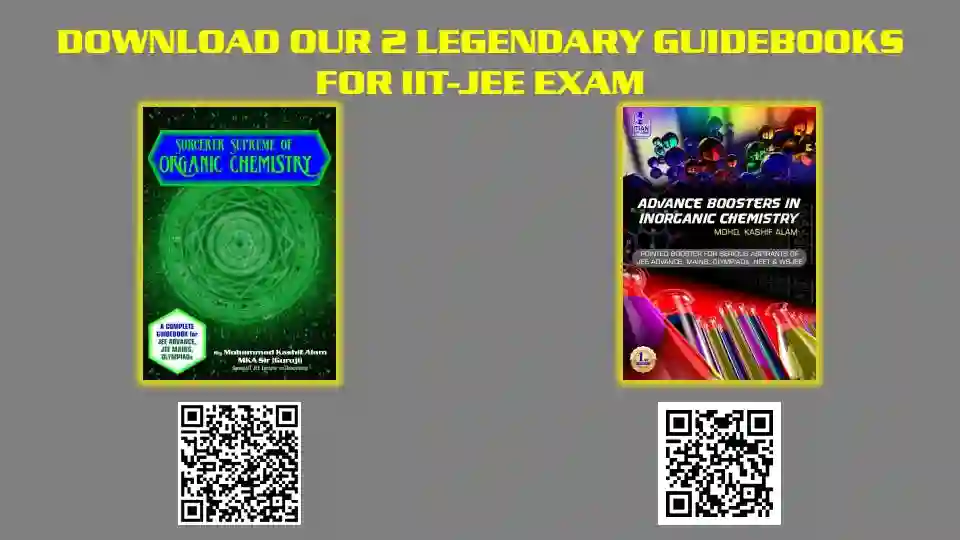 DOWNLOAD OUR 2 LEGENDARY GUIDEBOOKS
FOR IIT-JEE EXAM
SORCERER SUPREME OF
ORGANIC CHEMISTRY
A COMPLETE
GUIDEBOOK for
JEE ADVANCE,
JEE MAINS,
OLYMPIADs
By Mohammad Kashif Alam
MKA Sir (Guruji)
ADVANCE BOOSTERS IN
INORGANIC CHEMISTRY
MOHD. KASHIF ALAM
POINTED BOOSTER FOR SERIOUS ASPIRANTS OF
JEE ADVANCE, MAINS, OLYMPIADs, NEET & WBJEE